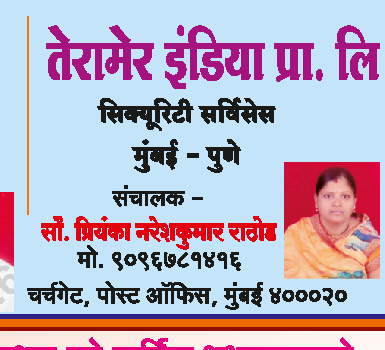 तेरामेर इंडिया प्रा. लि
सिक्यूरिटी सर्विसेस
मुंबई – पुणे
संचालक –
सौ. प्रियंका नरेशकुमार राठोड
मो. ९०९६७८१४१६
चर्चगेट, पोस्ट ऑफिस, मुंबई ४०००२०